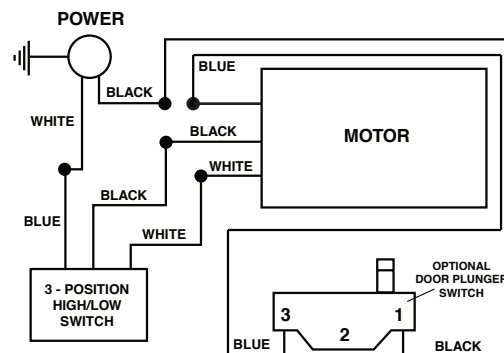 POWER
BLUE
BLACK
WHITE
BLACK
MOTOR
WHITE
BLACK
BLUE
WHITE
OPTIONAL
DOOR PLUNGER
SWITCH
3 - POSITION
HIGH/LOW
SWITCH
3
1
2
BLUE
BLACK